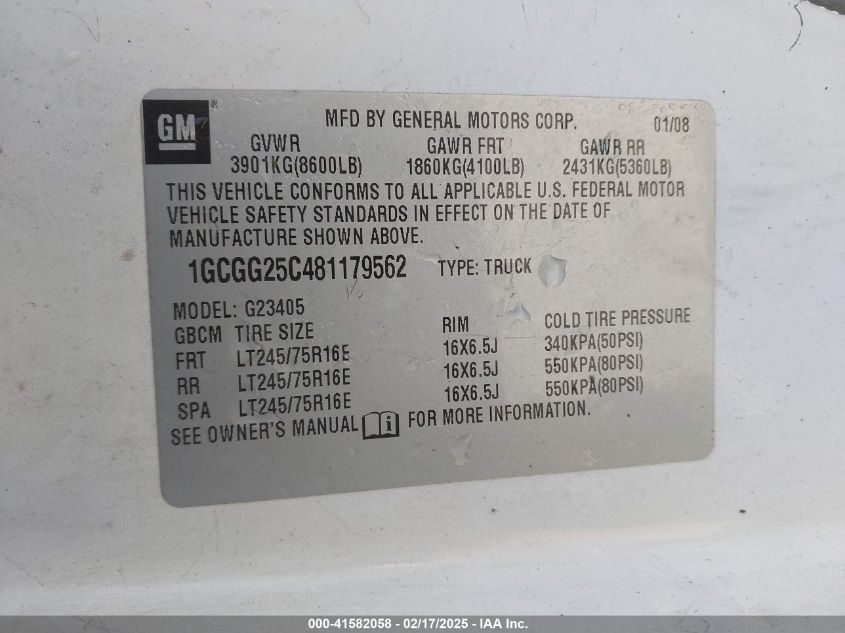 GM®
MFD BY GENERAL MOTORS CORP. 01/08
GVWR GAWR FRT GAWR RR
3901KG(8600LB) 1860KG(4100LB) 2431KG(5360LB)
THIS VEHICLE CONFORMS TO ALL APPLICABLE U.S. FEDERAL MOTOR
VEHICLE SAFETY STANDARDS IN EFFECT ON THE DATE OF
MANUFACTURE SHOWN ABOVE.
1GCGG25C481179562 TYPE: TRUCK
MODEL: G23405
GBCM TIRE SIZE RIM COLD TIRE PRESSURE
FRT LT245/75R16E 16X6.5J 340KPA(50PSI)
RR LT245/75R16E 16X6.5J 550KPA(80PSI)
SPA LT245/75R16E 16X6.5J 550KPA(80PSI)
SEE OWNER'S MANUAL i FOR MORE INFORMATION.
000-41582058 - 02/17/2025 - IAA Inc.